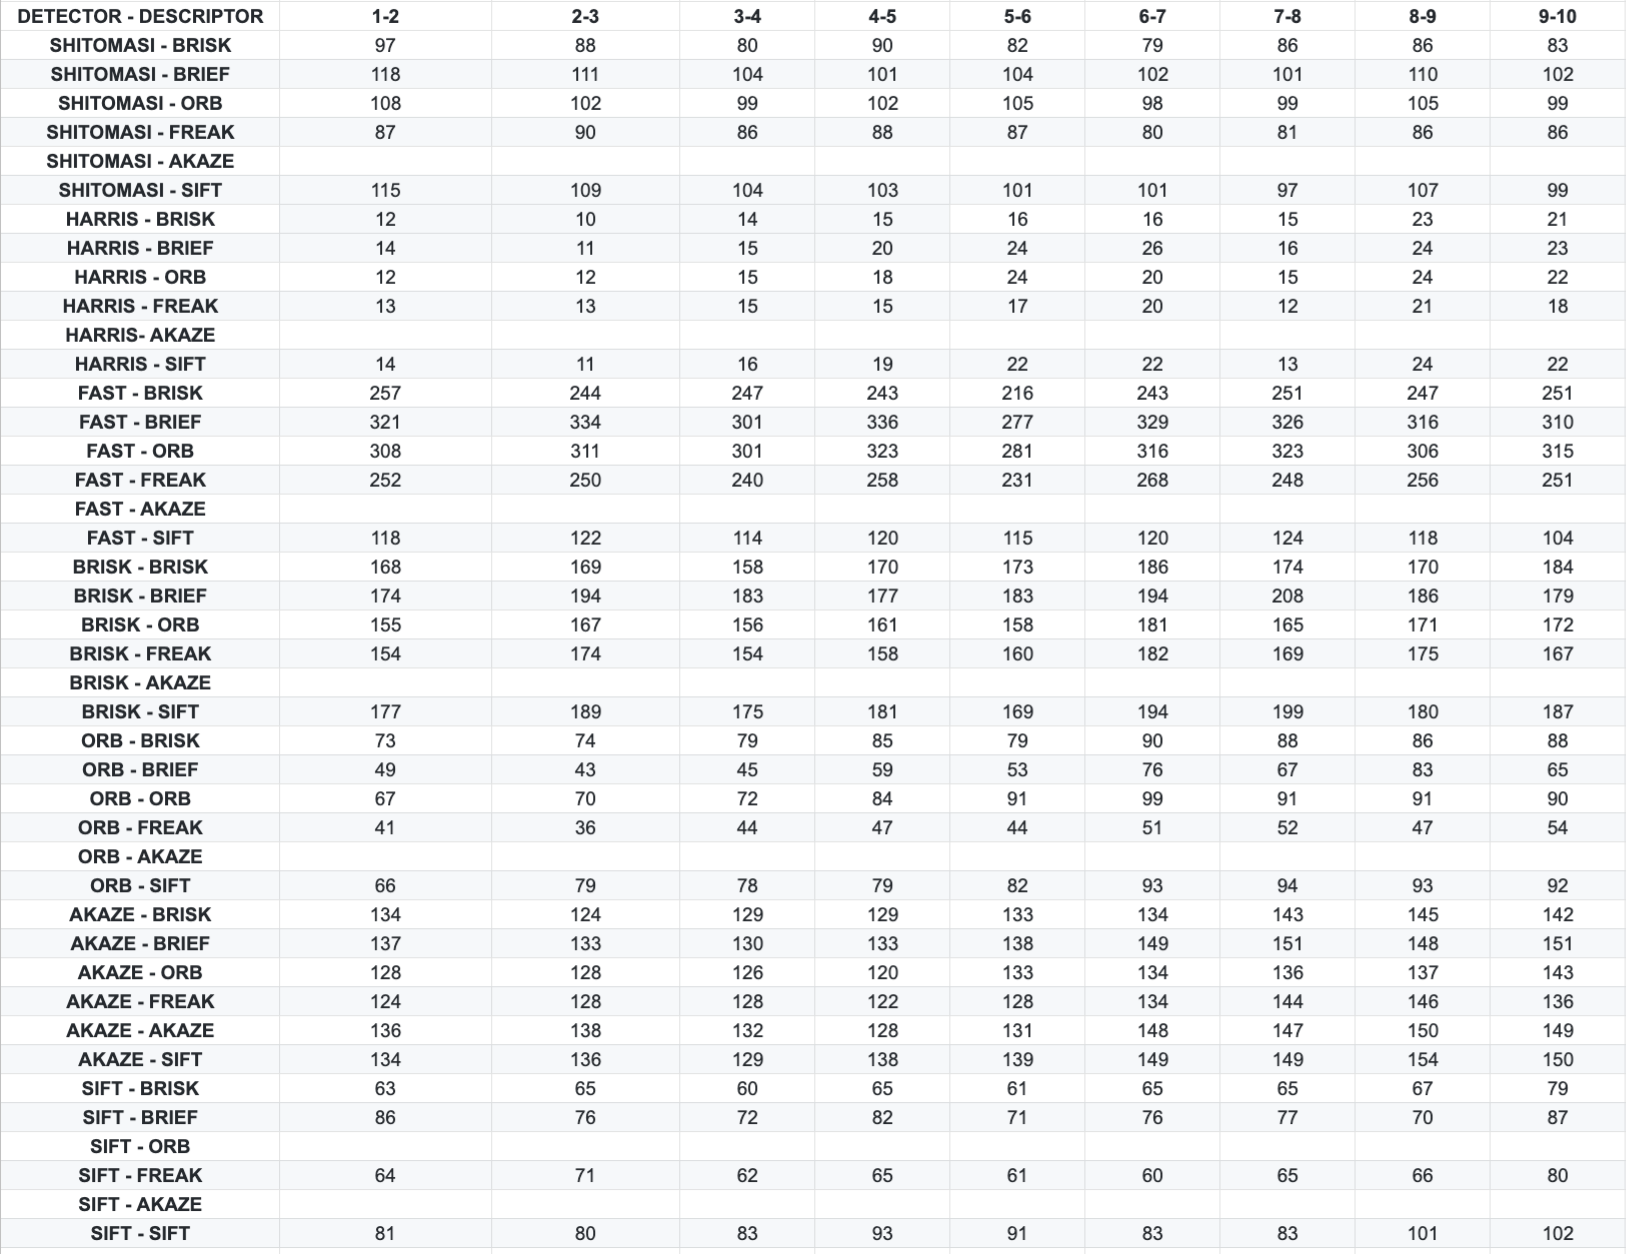 DETECTOR - DESCRIPTOR 1-2 2-3 3-4 4-5 5-6 6-7 7-8 8-9 9-10
SHITOMASI - BRISK 97 88 80 90 82 79 86 86 83
SHITOMASI - BRIEF 118 111 104 101 104 102 101 110 102
SHITOMASI - ORB 108 102 99 102 105 98 99 105 99
SHITOMASI - FREAK 87 90 86 88 87 80 81 86 86
SHITOMASI - AKAZE
SHITOMASI - SIFT 115 109 104 103 101 101 97 107 99
HARRIS - BRISK 12 10 14 15 16 16 15 23 21
HARRIS - BRIEF 14 11 15 20 24 26 16 24 23
HARRIS - ORB 12 12 15 18 24 20 15 24 22
HARRIS - FREAK 13 13 15 15 17 20 12 21 18
HARRIS- AKAZE
HARRIS - SIFT 14 11 16 19 22 22 13 24 22
FAST - BRISK 257 244 247 243 216 243 251 247 251
FAST - BRIEF 321 334 301 336 277 329 326 316 310
FAST - ORB 308 311 301 323 281 316 323 306 315
FAST - FREAK 252 250 240 258 231 268 248 256 251
FAST - AKAZE
FAST - SIFT 118 122 114 120 115 120 124 118 104
BRISK - BRISK 168 169 158 170 173 186 174 170 184
BRISK - BRIEF 174 194 183 177 183 194 208 186 179
BRISK - ORB 155 167 156 161 158 181 165 171 172
BRISK - FREAK 154 174 154 158 160 182 169 175 167
BRISK - AKAZE
BRISK - SIFT 177 189 175 181 169 194 199 180 187
ORB - BRISK 73 74 79 85 79 90 88 86 88
ORB - BRIEF 49 43 45 59 53 76 67 83 65
ORB - ORB 67 70 72 84 91 99 91 91 90
ORB - FREAK 41 36 44 47 44 51 52 47 54
ORB - AKAZE
ORB - SIFT 66 79 78 79 82 93 94 93 92
AKAZE - BRISK 134 124 129 129 133 134 143 145 142
AKAZE - BRIEF 137 133 130 133 138 149 151 148 151
AKAZE - ORB 128 128 126 120 133 134 136 137 143
AKAZE - FREAK 124 128 128 122 128 134 144 146 136
AKAZE - AKAZE 136 138 132 128 131 148 147 150 149
AKAZE - SIFT 134 136 129 138 139 149 149 154 150
SIFT - BRISK 63 65 60 65 61 65 65 67 79
SIFT - BRIEF 86 76 72 82 71 76 77 70 87
SIFT - ORB
SIFT - FREAK 64 71 62 65 61 60 65 66 80
SIFT - AKAZE
SIFT - SIFT 81 80 83 93 91 83 83 101 102